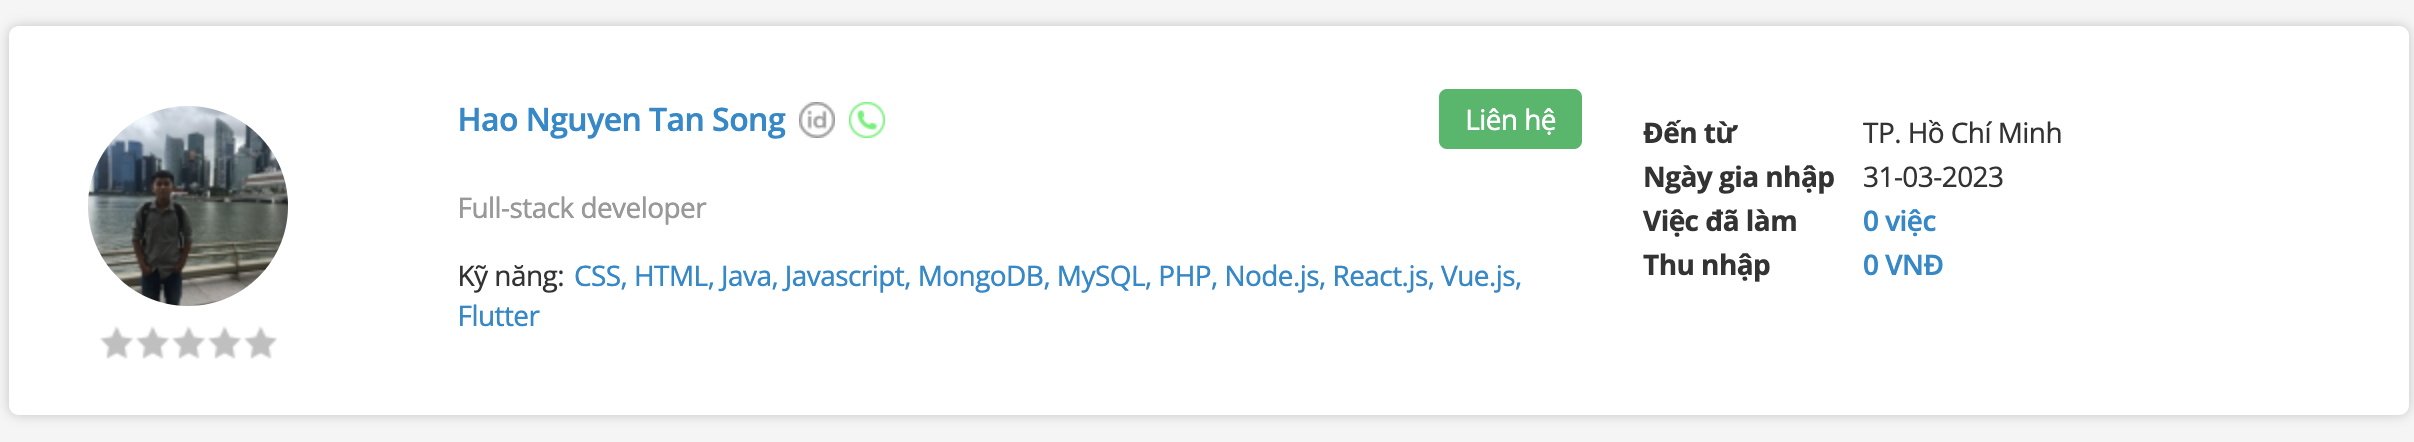 Hao Nguyen Tan Song id
Liên hệ
Full-stack developer
Kỹ năng: CSS, HTML, Java, Javascript, MongoDB, MySQL, PHP, Node.js, React.js, Vue.js,
Flutter
Đến từ TP. Hồ Chí Minh
Ngày gia nhập 31-03-2023
Việc đã làm 0 việc
Thu nhập 0 VNĐ